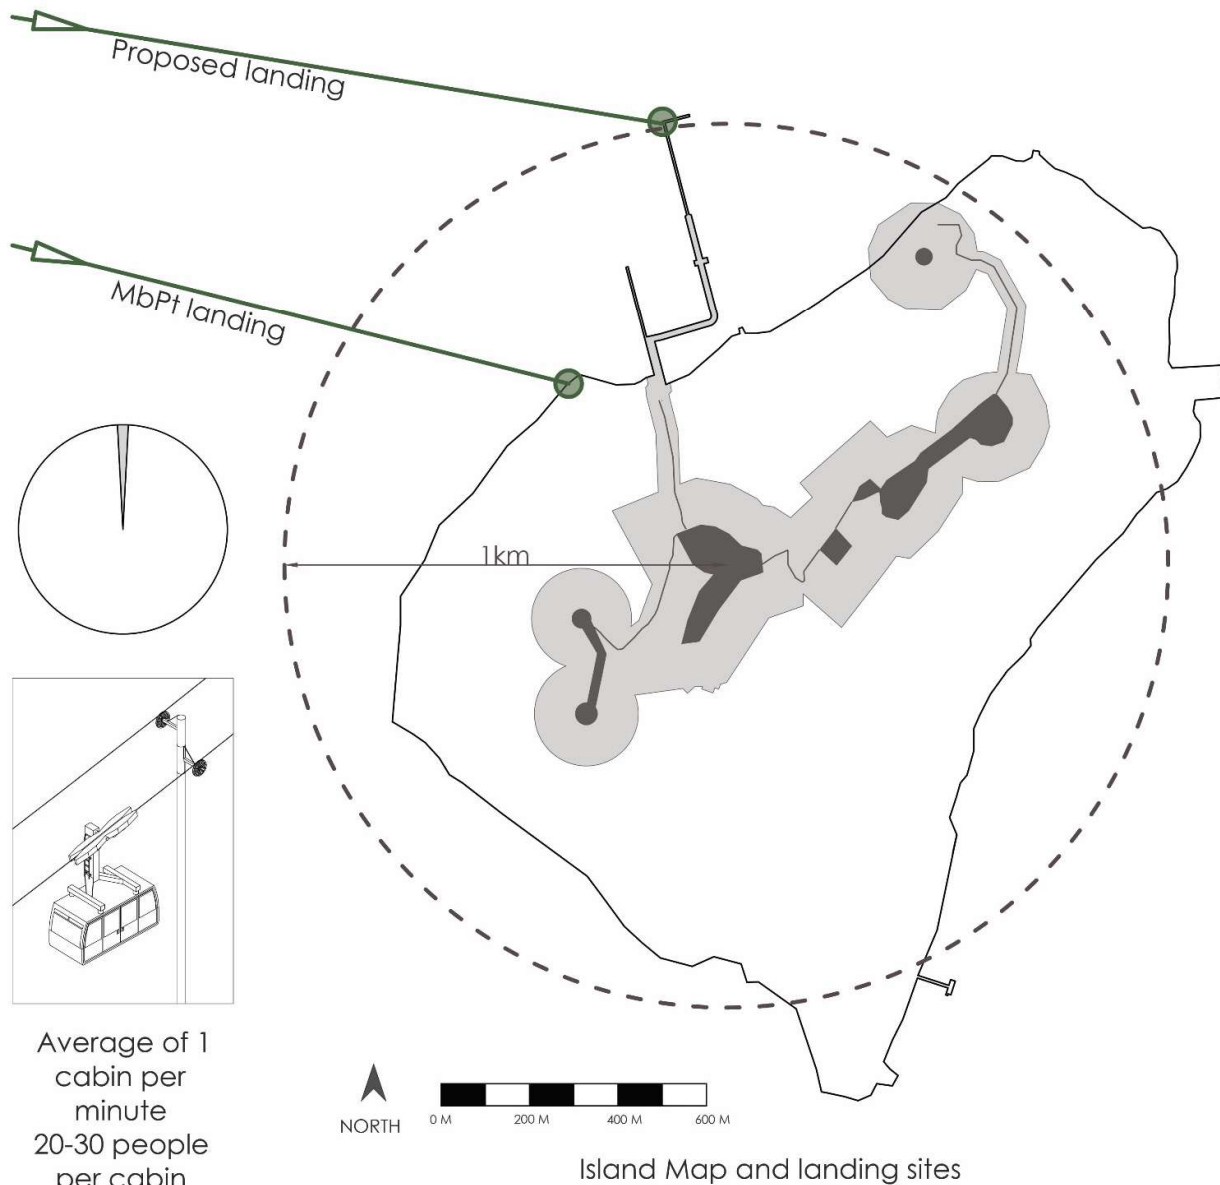 Proposed landing
MbPt landing
1km
Average of 1
cabin per
minute
20-30 people
per cabin
NORTH
0 M 200 M 400 M 600 M
Island Map and landing sites